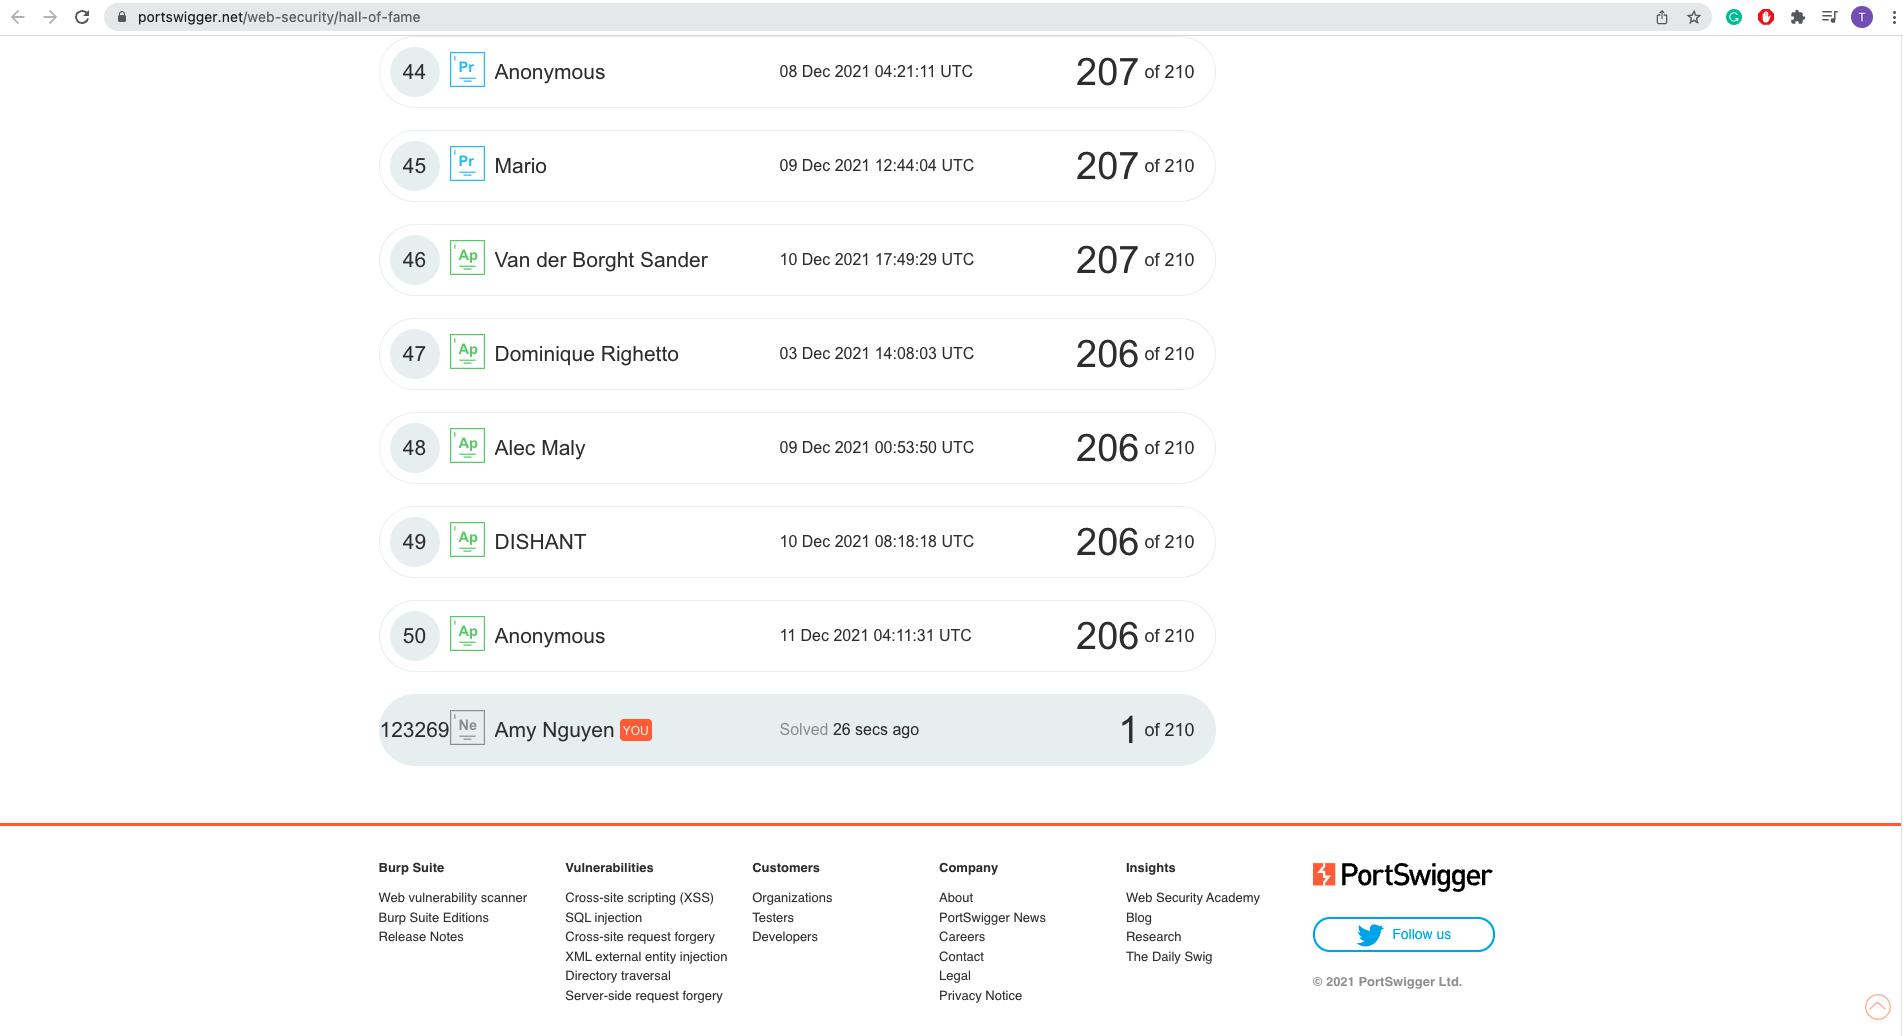 portswigger.net/web-security/hall-of-fame
T
44 Pr Anonymous 08 Dec 2021 04:21:11 UTC 207 of 210
45 Pr Mario 09 Dec 2021 12:44:04 UTC 207 of 210
46 Ap Van der Borght Sander 10 Dec 2021 17:49:29 UTC 207 of 210
47 Ap Dominique Righetto 03 Dec 2021 14:08:03 UTC 206 of 210
48 Ap Alec Maly 09 Dec 2021 00:53:50 UTC 206 of 210
49 Ap DISHANT 10 Dec 2021 08:18:18 UTC 206 of 210
50 Ap Anonymous 11 Dec 2021 04:11:31 UTC 206 of 210
123269 Ne Amy Nguyen YOU Solved 26 secs ago 1 of 210
Burp Suite
Web vulnerability scanner
Burp Suite Editions
Release Notes
Vulnerabilities
Cross-site scripting (XSS)
SQL injection
Cross-site request forgery
XML external entity injection
Directory traversal
Server-side request forgery
Customers
Organizations
Testers
Developers
Company
About
PortSwigger News
Careers
Contact
Legal
Privacy Notice
Insights
Web Security Academy
Blog
Research
The Daily Swig
PortSwigger
Follow us
© 2021 PortSwigger Ltd.